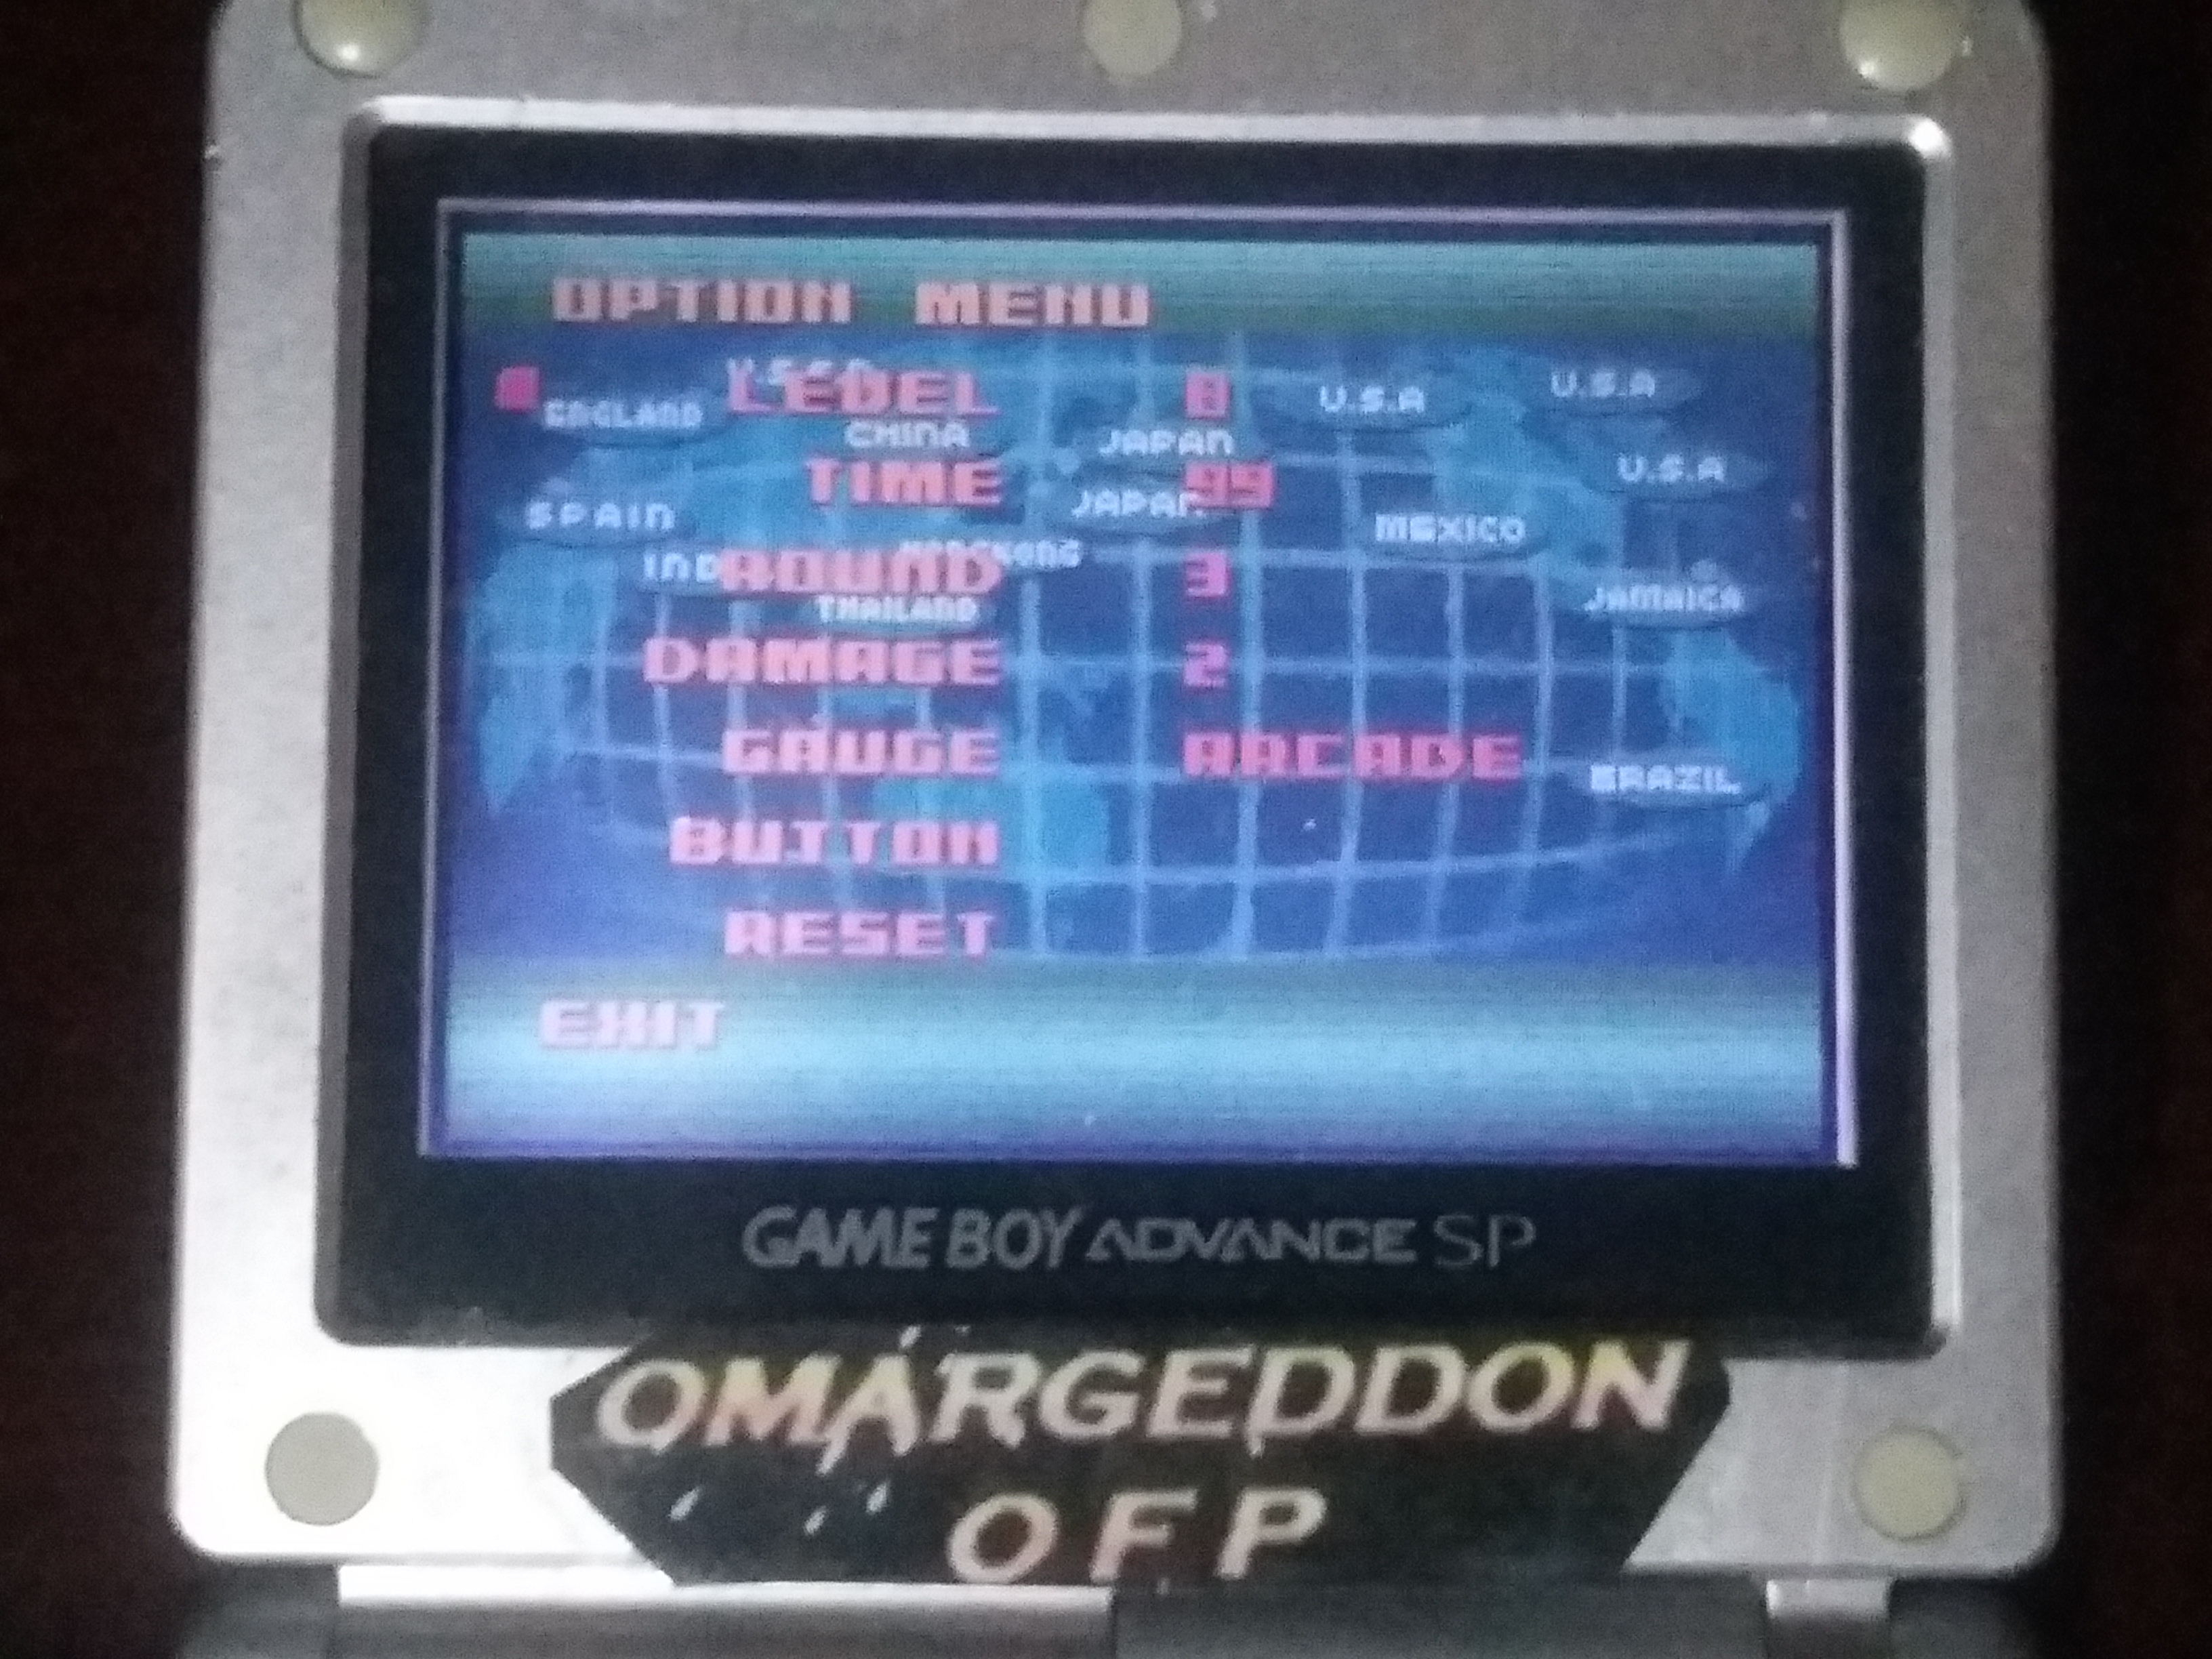 OPTION MENU
LEVEL 8
ENGLAND
U.S.A
U.S.A
CHINA
JAPAN
TIME 99
U.S.A
SPAIN
JAPAN
MEXICO
ROUND 3
THAILAND
JAMAICA
DAMAGE 2
GAUGE ARCADE
BRAZIL
BUTTON
RESET
EXIT
GAME BOY ADVANCE SP
OMARGEDDON
OFP